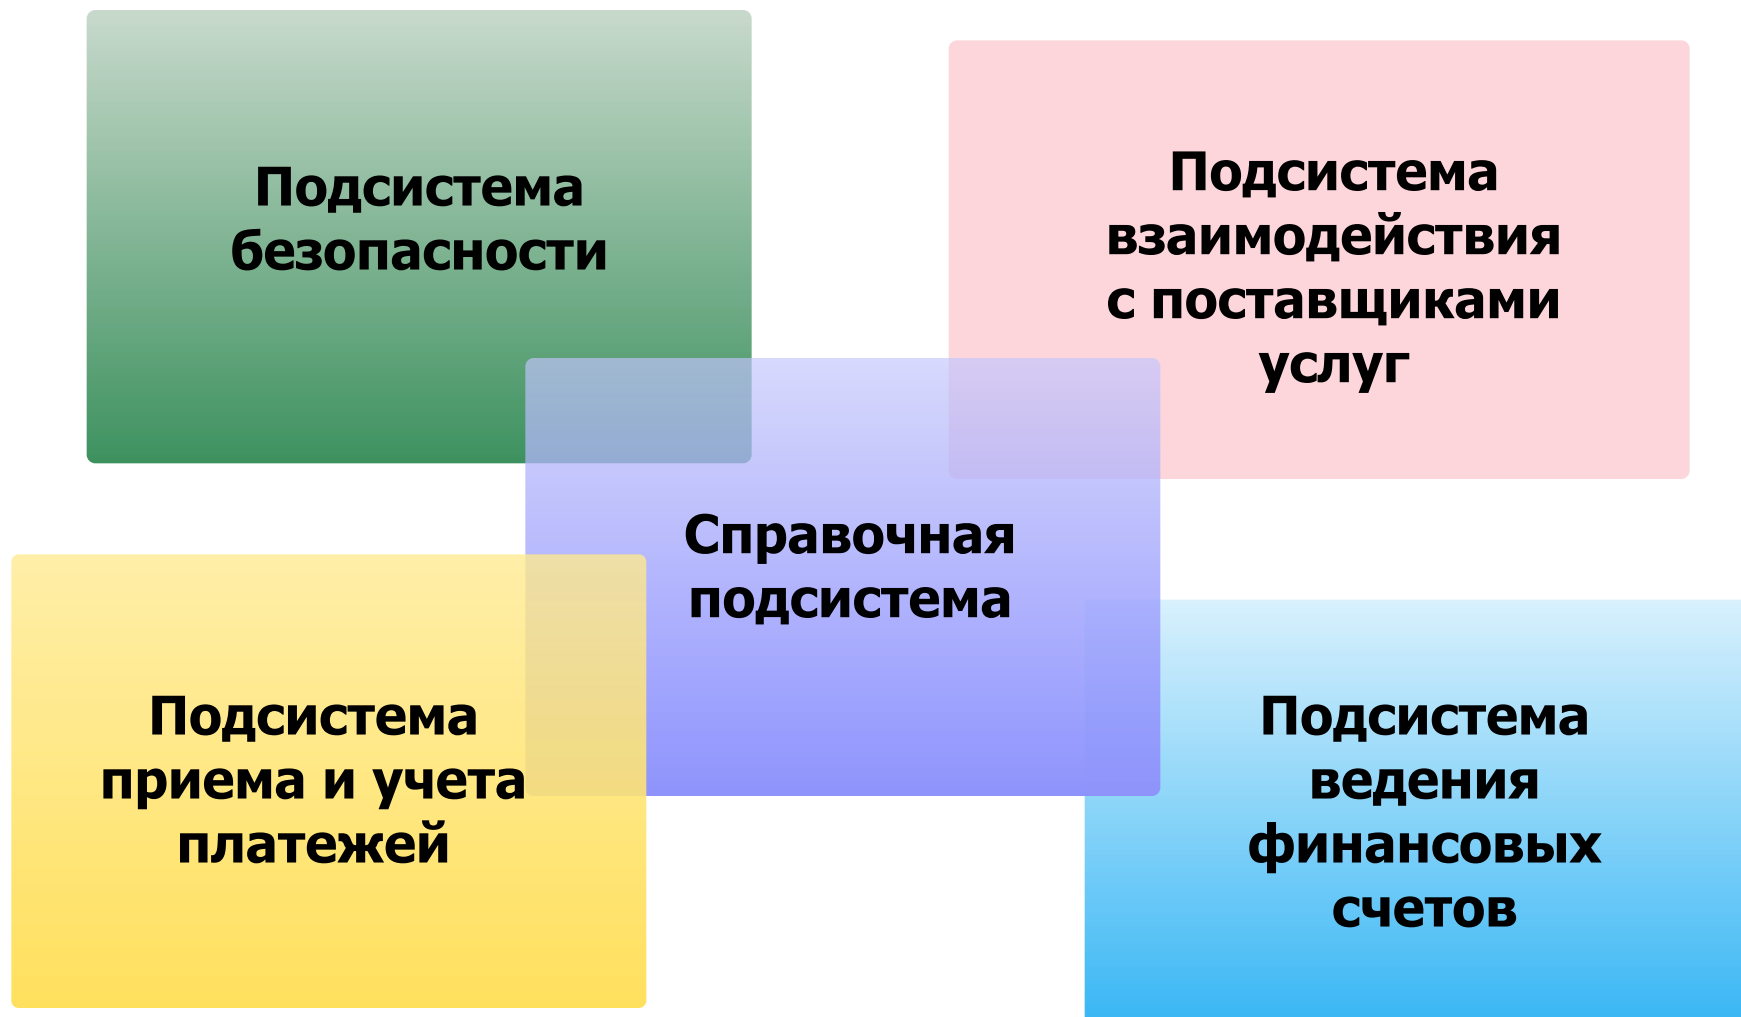 Подсистема
безопасности
Подсистема
взаимодействия
с поставщиками
услуг
Справочная
подсистема
Подсистема
приема и учета
платежей
Подсистема
ведения
финансовых
счетов